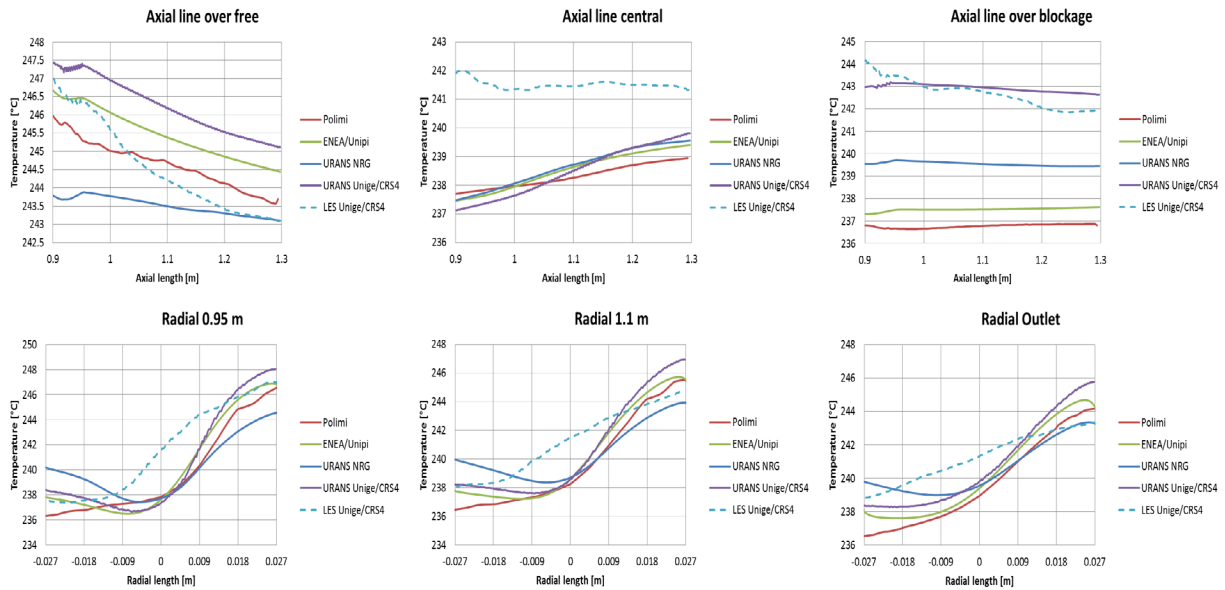 Axial line over free
Temperature [°C]
248
247.5
247
246.5
246
245.5
245
244.5
244
243.5
243
242.5
0.9
1
1.1
1.2
1.3
Axial length [m]
Polimi
ENEA/Unipi
URANS NRG
URANS Unige/CRS4
LES Unige/CRS4
Axial line central
Temperature [°C]
243
242
241
240
239
238
237
236
0.9
1
1.1
1.2
1.3
Axial length [m]
Polimi
ENEA/Unipi
URANS NRG
URANS Unige/CRS4
LES Unige/CRS4
Axial line over blockage
Temperature [°C]
245
244
243
242
241
240
239
238
237
236
0.9
1
1.1
1.2
1.3
Axial length [m]
Polimi
ENEA/Unipi
URANS NRG
URANS Unige/CRS4
LES Unige/CRS4
Radial 0.95 m
Temperature [°C]
250
248
246
244
242
240
238
236
234
-0.027
-0.018
-0.009
0
0.009
0.018
0.027
Radial length [m]
Polimi
ENEA/Unipi
URANS NRG
URANS Unige/CRS4
LES Unige/CRS4
Radial 1.1 m
Temperature [°C]
248
246
244
242
240
238
236
234
-0.027
-0.018
-0.009
0
0.009
0.018
0.027
Radial length [m]
Polimi
ENEA/Unipi
URANS NRG
URANS Unige/CRS4
LES Unige/CRS4
Radial Outlet
Temperature [°C]
248
246
244
242
240
238
236
234
-0.027
-0.018
-0.009
0
0.009
0.018
0.027
Radial length [m]
Polimi
ENEA/Unipi
URANS NRG
URANS Unige/CRS4
LES Unige/CRS4